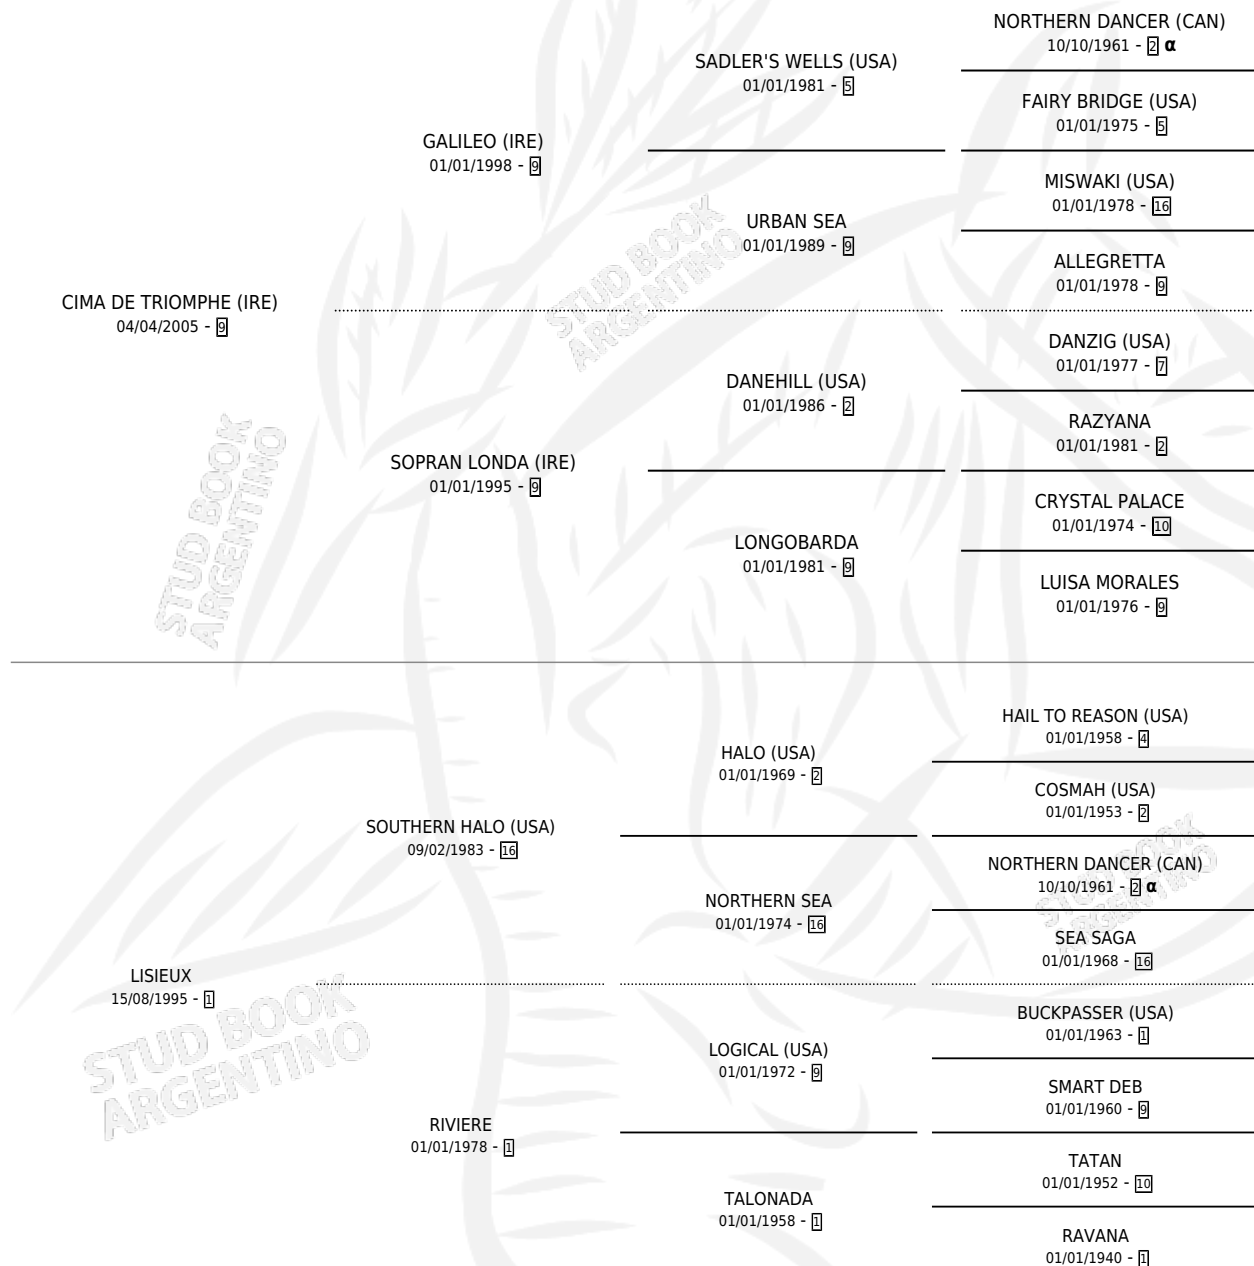 NORTHERN DANCER (CAN)
10/10/1961 - 2 α
SADLER'S WELLS (USA)
01/01/1981 - 5
FAIRY BRIDGE (USA)
01/01/1975 - 5
GALILEO (IRE)
01/01/1998 - 9
MISWAKI (USA)
01/01/1978 - 16
URBAN SEA
01/01/1989 - 9
ALLEGRETTA
01/01/1978 - 9
CIMA DE TRIOMPHE (IRE)
04/04/2005 - 9
DANZIG (USA)
01/01/1977 - 7
DANEHILL (USA)
01/01/1986 - 2
RAZYANA
01/01/1981 - 2
SOPRAN LONDA (IRE)
01/01/1995 - 9
CRYSTAL PALACE
01/01/1974 - 10
LONGOBARDA
01/01/1981 - 9
LUISA MORALES
01/01/1976 - 9
HAIL TO REASON (USA)
01/01/1958 - 4
HALO (USA)
01/01/1969 - 2
COSMAH (USA)
01/01/1953 - 2
SOUTHERN HALO (USA)
09/02/1983 - 16
NORTHERN DANCER (CAN)
10/10/1961 - 2 α
NORTHERN SEA
01/01/1974 - 16
SEA SAGA
01/01/1968 - 16
LISIEUX
15/08/1995 - 1
BUCKPASSER (USA)
01/01/1963 - 1
LOGICAL (USA)
01/01/1972 - 9
SMART DEB
01/01/1960 - 9
RIVIERE
01/01/1978 - 1
TATAN
01/01/1952 - 10
TALONADA
01/01/1958 - 1
RAVANA
01/01/1940 - 1
STUD BOOK
ARGENTINO
STUD BOOK
ARGENTINO
STUD BOOK
ARGENTINO
STUD BOOK
ARGENTINO